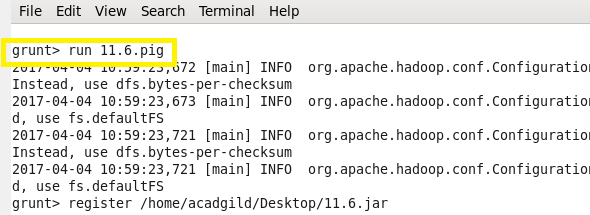 File Edit View Search Terminal Help
grunt> run 11.6.pig
2017-04-04 10:59:23,672 [main] INFO  org.apache.hadoop.conf.Configuration
Instead, use dfs.bytes-per-checksum
2017-04-04 10:59:23,673 [main] INFO  org.apache.hadoop.conf.Configuration
d, use fs.defaultFS
2017-04-04 10:59:23,721 [main] INFO  org.apache.hadoop.conf.Configuration
Instead, use dfs.bytes-per-checksum
2017-04-04 10:59:23,721 [main] INFO  org.apache.hadoop.conf.Configuration
d, use fs.defaultFS
grunt> register /home/acadgild/Desktop/11.6.jar